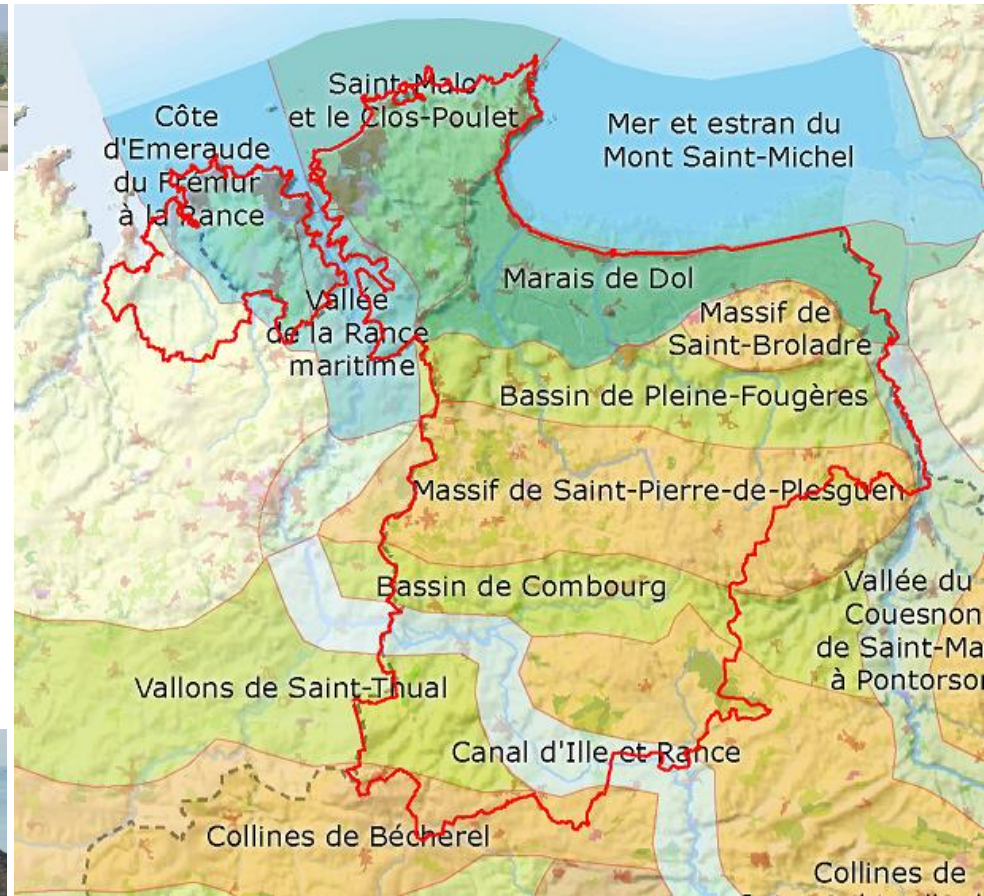 Saint-Malo
et le Clos-Poulet
Côte
d'Emeraude
du Frémur
à la Rance
Mer et estran du
Mont Saint-Michel
Marais de Dol
Vallée
de la Rance
maritime
Massif de
Saint-Broladre
Bassin de Pleine-Fougères
Massif de Saint-Pierre-de-Plesguen
Bassin de Combourg
Vallée du
Couesnon
de Saint-Ma
à Pontorson
Vallons de Saint-Thual
Canal d'Ille et Rance
Collines de Bécherel
Collines de